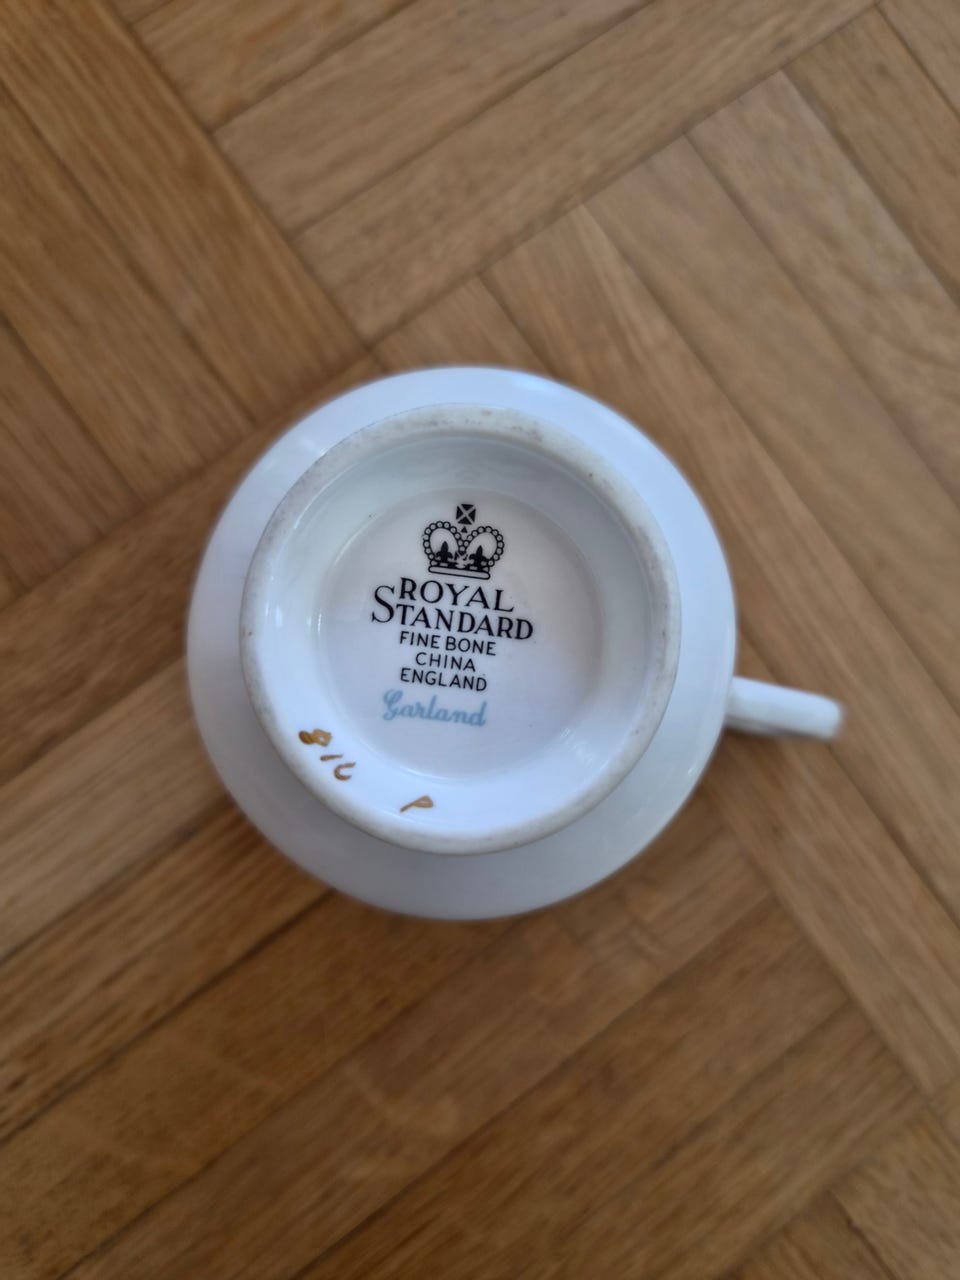 ROYAL
STANDARD
FINE BONE
CHINA
ENGLAND
Garland
P